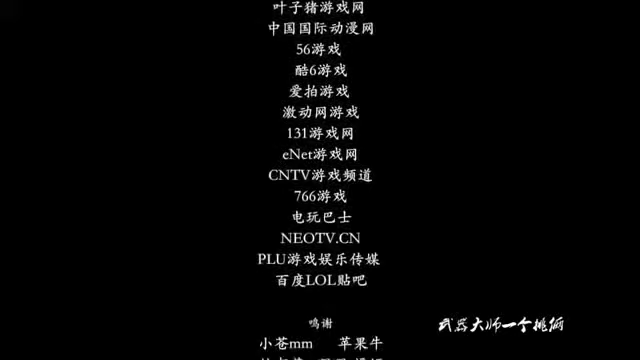 叶子猪游戏网
中国国际动漫网
56游戏
酷6游戏
爱拍游戏
激动网游戏
131游戏网
eNet游戏网
CNTV游戏频道
766游戏
电玩巴士
NEOTV.CN
PLU游戏娱乐传媒
百度LOL贴吧
鸣谢
武器大师一个挑俩
小苍mm 苹果牛